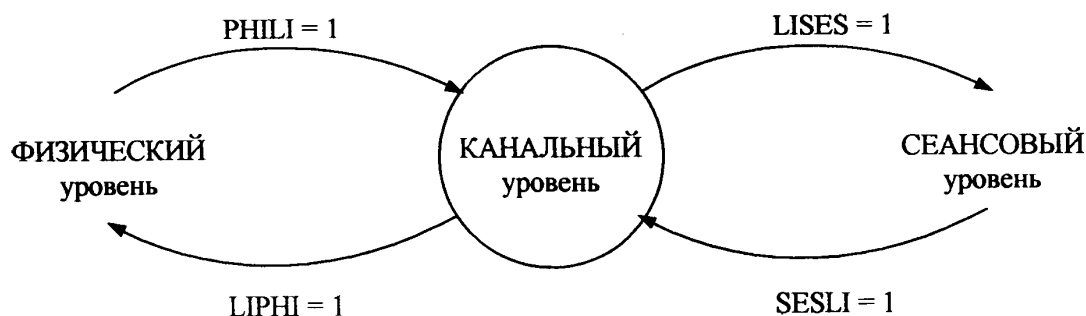 PHILI = 1
LISES = 1
ФИЗИЧЕСКИЙ
уровень
КАНАЛЬНЫЙ
уровень
СЕАНСОВЫЙ
уровень
LIPHI = 1
SESLI = 1